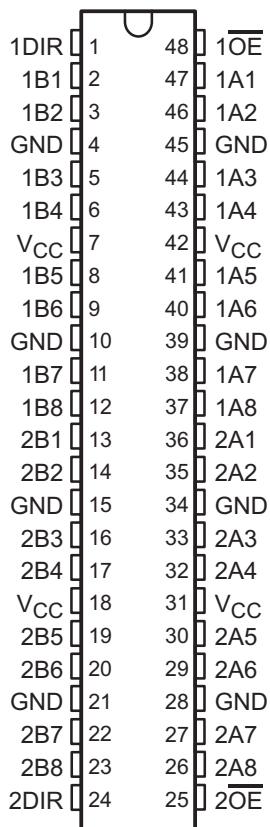 1DIR 1 48 1O̅E̅
1B1 2 47 1A1
1B2 3 46 1A2
GND 4 45 GND
1B3 5 44 1A3
1B4 6 43 1A4
VCC 7 42 VCC
1B5 8 41 1A5
1B6 9 40 1A6
GND 10 39 GND
1B7 11 38 1A7
1B8 12 37 1A8
2B1 13 36 2A1
2B2 14 35 2A2
GND 15 34 GND
2B3 16 33 2A3
2B4 17 32 2A4
VCC 18 31 VCC
2B5 19 30 2A5
2B6 20 29 2A6
GND 21 28 GND
2B7 22 27 2A7
2B8 23 26 2A8
2DIR 24 25 2O̅E̅